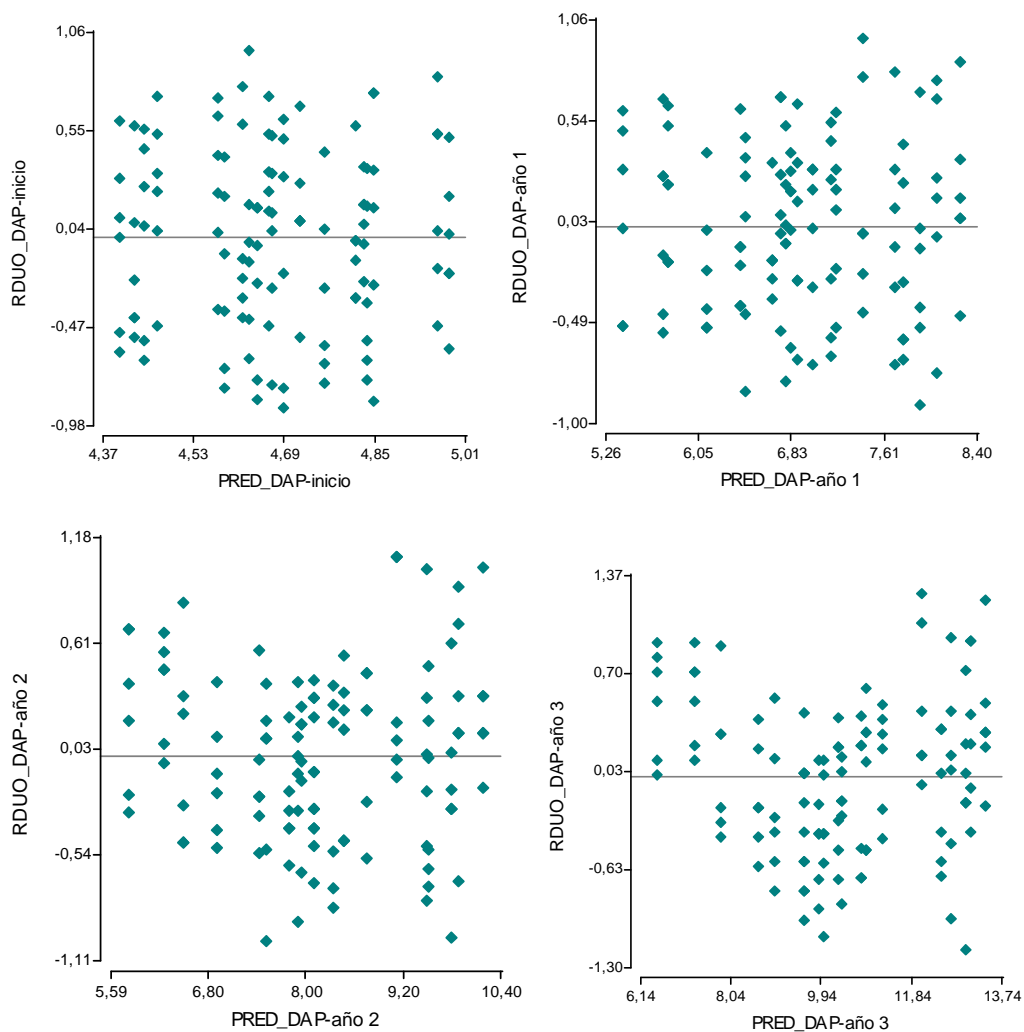 1,06
0,55
0,04
-0,47
-0,98
RDUO_DAP-inicio
4,37 4,53 4,69 4,85 5,01
PRED_DAP-inicio
1,06
0,54
0,03
-0,49
-1,00
RDUO_DAP-año 1
5,26 6,05 6,83 7,61 8,40
PRED_DAP-año 1
1,18
0,61
0,03
-0,54
-1,11
RDUO_DAP-año 2
5,59 6,80 8,00 9,20 10,40
PRED_DAP-año 2
1,37
0,70
0,03
-0,63
-1,30
RDUO_DAP-año 3
6,14 8,04 9,94 11,84 13,74
PRED_DAP-año 3